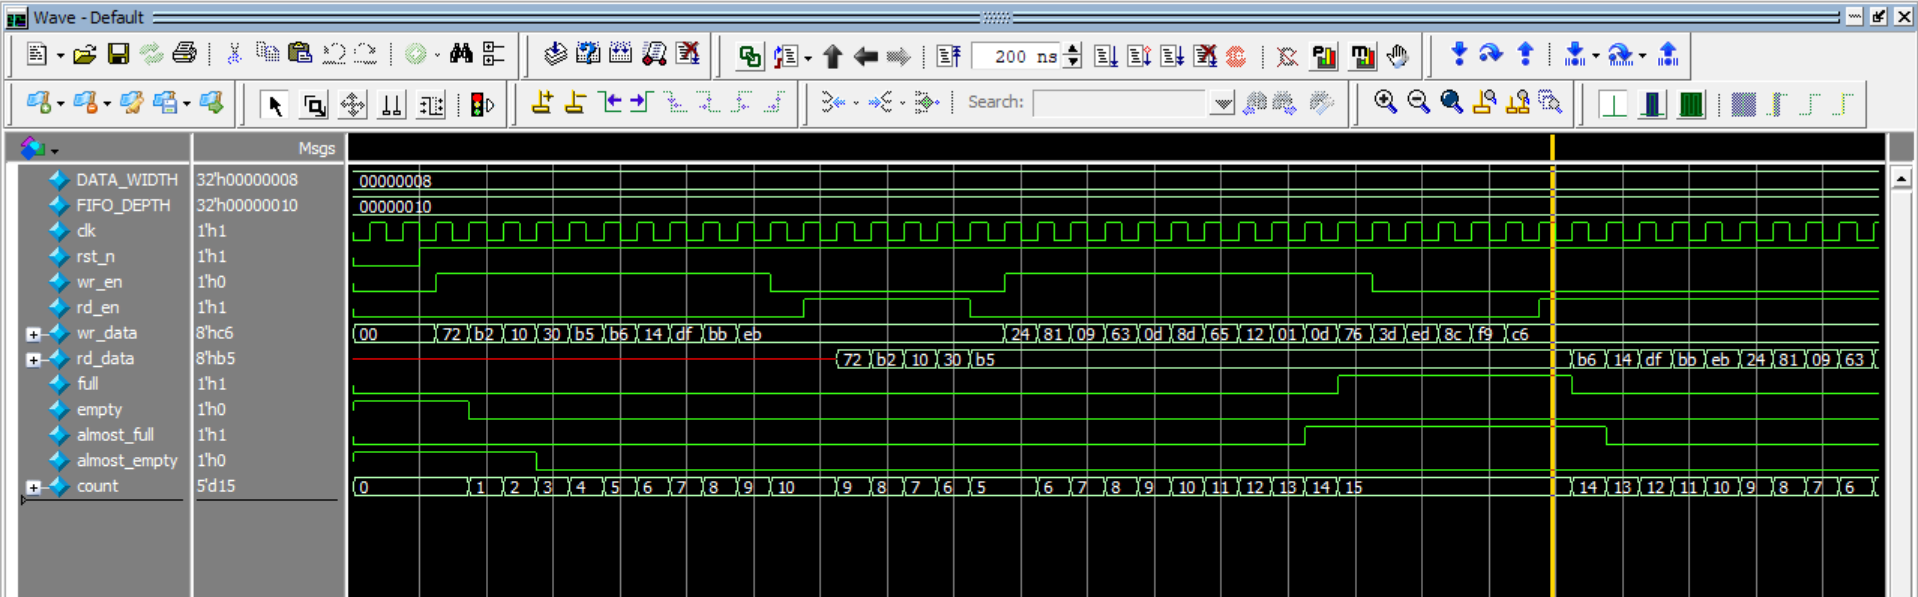 Wave - Default
200 ns
Search:
Msgs
DATA_WIDTH 32'h00000008 00000008
FIFO_DEPTH 32'h00000010 00000010
clk 1'h1
rst_n 1'h1
wr_en 1'h0
rd_en 1'h1
wr_data 8'hc6 00 72 b2 10 30 b5 b6 14 df bb eb 24 81 09 63 0d 8d 65 12 01 0d 76 3d ed 8c f9 c6
rd_data 8'hb5 72 b2 10 30 b5 b6 14 df bb eb 24 81 09 63
full 1'h1
empty 1'h0
almost_full 1'h1
almost_empty 1'h0
count 5'd15 0 1 2 3 4 5 6 7 8 9 10 9 8 7 6 5 6 7 8 9 10 11 12 13 14 15 14 13 12 11 10 9 8 7 6